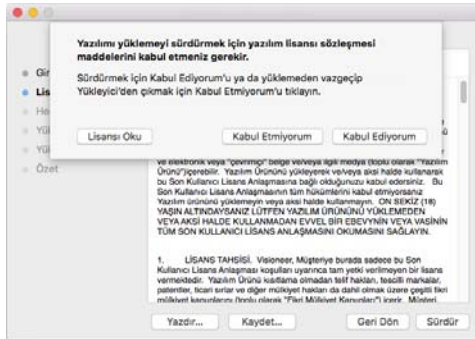 Yazılımı yüklemeyi sürdürmek için yazılım lisansı sözleşmesi
maddelerini kabul etmeniz gerekir.
Sürdürmek için Kabul Ediyorum'u ya da yüklemeden vazgeçip
Yükleyici'den çıkmak için Kabul Etmiyorum'u tıklayın.
Lisansı Oku
Kabul Etmiyorum
Kabul Ediyorum
Gir
Lis
He
Yük
Yük
Özet
ve elektronik veya "çevrimiçi" belge ve/veya ilgili medya (toplu olarak "Yazılım
Ürünü")içerebilir. Yazılım Ürününü yükleyerek ve/veya aksi halde kullanarak
bu Son Kullanıcı Lisans Anlaşmasına bağlı olduğunuzu kabul edersiniz. Bu
Son Kullanıcı Lisans Anlaşmasının tüm hükümlerini kabul etmiyorsanız
Yazılım ürününü yüklemeyin veya aksi halde kullanmayın. ON SEKİZ (18)
YAŞIN ALTINDAYSANIZ LÜTFEN YAZILIM ÜRÜNÜNÜ YÜKLEMEDEN
VEYA AKSİ HALDE KULLANMADAN EVVEL BİR EBEVYNİN VEYA VASİNİN
TÜM SON KULLANICI LİSANS ANLAŞMASINI OKUMASINI SAĞLAYIN.
1. LİSANS TAHSİSİ. Visioneer, Müşteriye burada sadece bu Son
Kullanıcı Lisans Anlaşması koşulları uyarınca tam yetki verilmeyen bir lisans
vermektedir. Yazılım Ürünü kısıtlama olmadan telif hakları, tescilli markalar,
patentler, ticari sırlar ve diğer mülkiyet hakları da dahil olmak üzere çeşitli fikri
mülkiyet kanunlarını (toplu olarak "Fikri Mülkiyet Kanunları") içerir. Müşteri,
Yazdır...
Kaydet...
Geri Dön
Sürdür